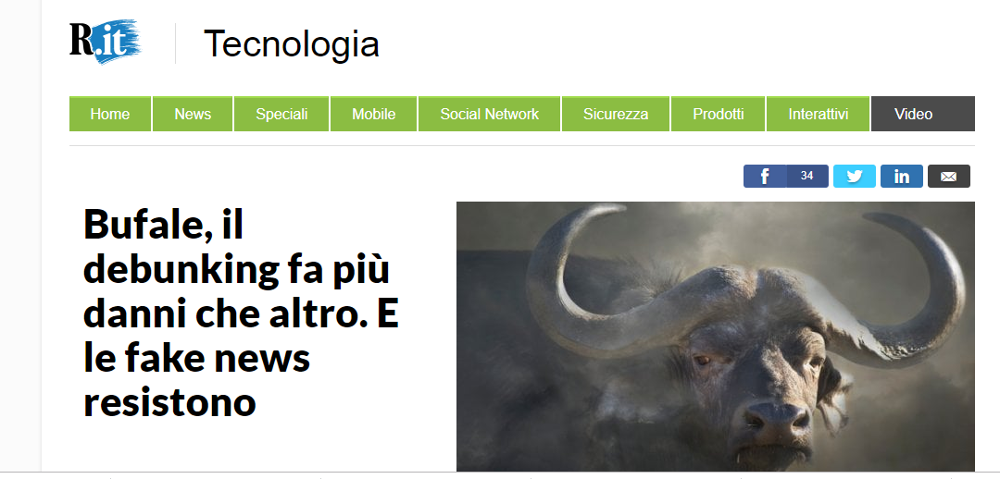 R.it
Tecnologia
Home
News
Speciali
Mobile
Social Network
Sicurezza
Prodotti
Interattivi
Video
34
Bufale, il
debunking fa più
danni che altro. E
le fake news
resistono